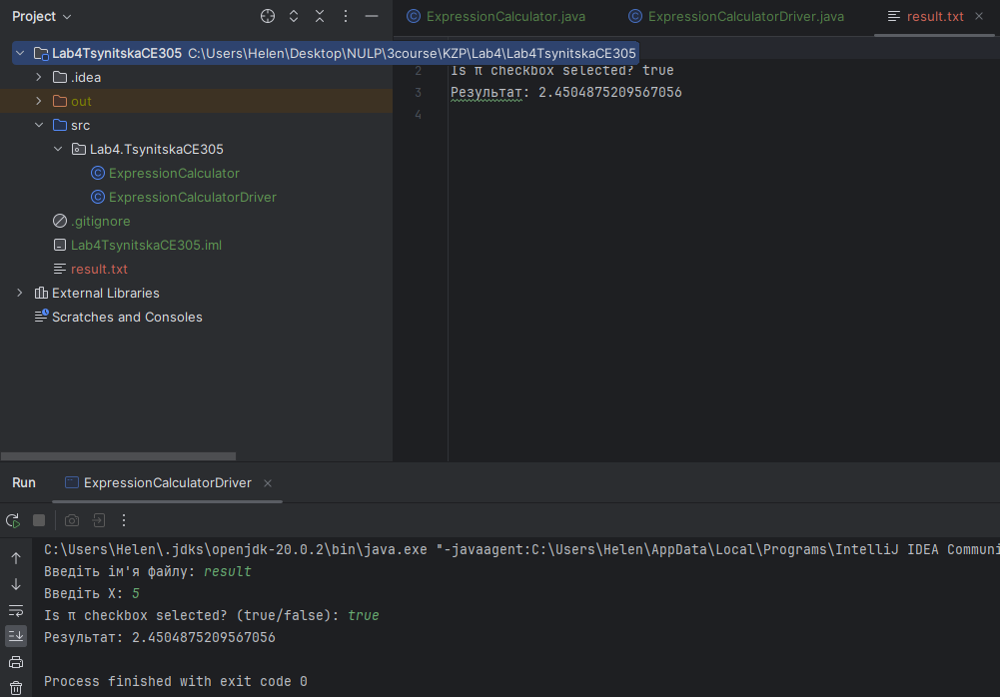 Project
ExpressionCalculator.java
ExpressionCalculatorDriver.java
result.txt
Lab4TsynitskaCE305 C:\Users\Helen\Desktop\NULP\3course\KZP\Lab\Lab4TsynitskaCE305
.idea
out
src
Lab4.TsynitskaCE305
ExpressionCalculator
ExpressionCalculatorDriver
.gitignore
Lab4TsynitskaCE305.iml
result.txt
External Libraries
Scratches and Consoles
2 Is π checkbox selected? true
3 Результат: 2.4504875209567056
4
Run
ExpressionCalculatorDriver
C:\Users\Helen\.jdks\openjdk-20.0.2\bin\java.exe "-javaagent:C:\Users\Helen\AppData\Local\Programs\IntelliJ IDEA Communi
Введіть ім'я файлу: result
Введіть X: 5
Is π checkbox selected? (true/false): true
Результат: 2.4504875209567056
Process finished with exit code 0